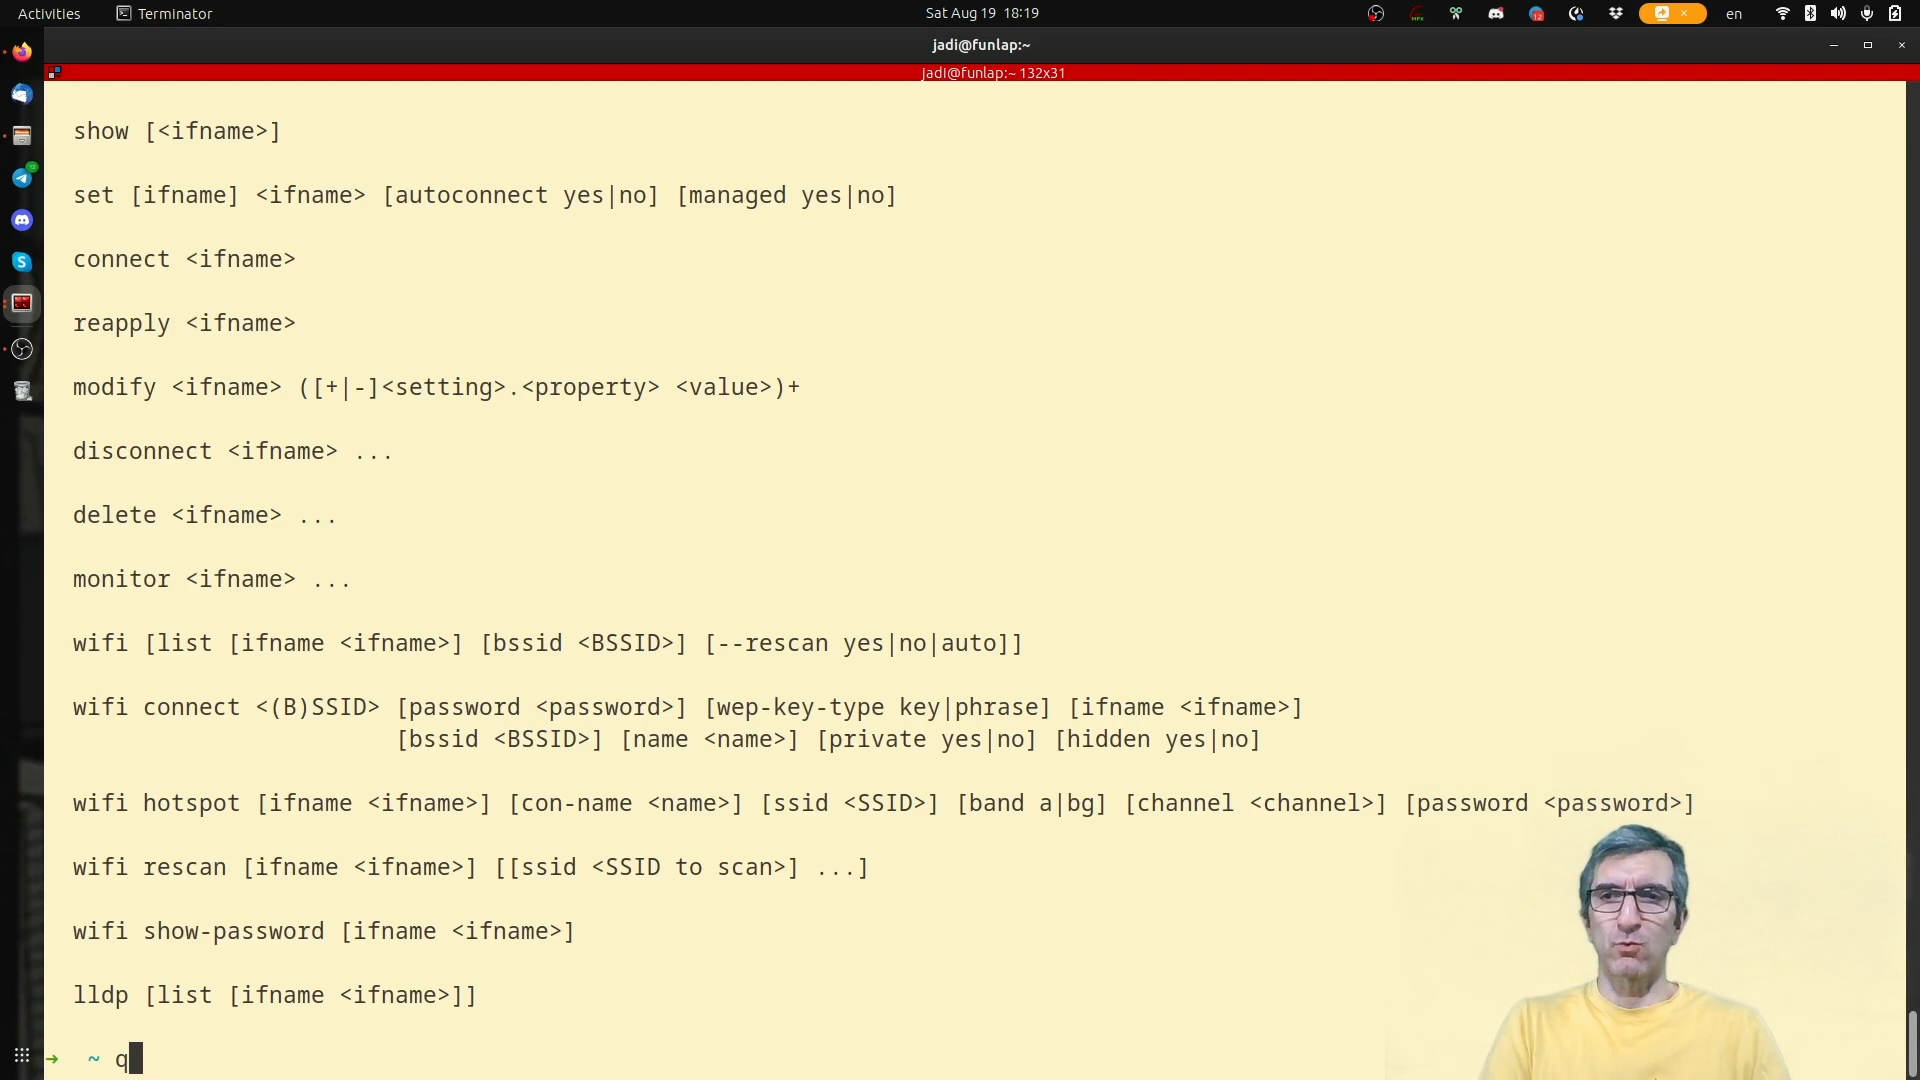 Activities
Terminator
Sat Aug 19 18:19
en
jadi@funlap:~
jadi@funlap:~ 132x31
show [<ifname>]
set [ifname] <ifname> [autoconnect yes|no] [managed yes|no]
connect <ifname>
reapply <ifname>
modify <ifname> ([+|-]<setting>.<property> <value>)+
disconnect <ifname> ...
delete <ifname> ...
monitor <ifname> ...
wifi [list [ifname <ifname>] [bssid <BSSID>] [--rescan yes|no|auto]]
wifi connect <(B)SSID> [password <password>] [wep-key-type key|phrase] [ifname <ifname>]
[bssid <BSSID>] [name <name>] [private yes|no] [hidden yes|no]
wifi hotspot [ifname <ifname>] [con-name <name>] [ssid <SSID>] [band a|bg] [channel <channel>] [password <password>]
wifi rescan [ifname <ifname>] [[ssid <SSID to scan>] ...]
wifi show-password [ifname <ifname>]
lldp [list [ifname <ifname>]]
➜ ~ q